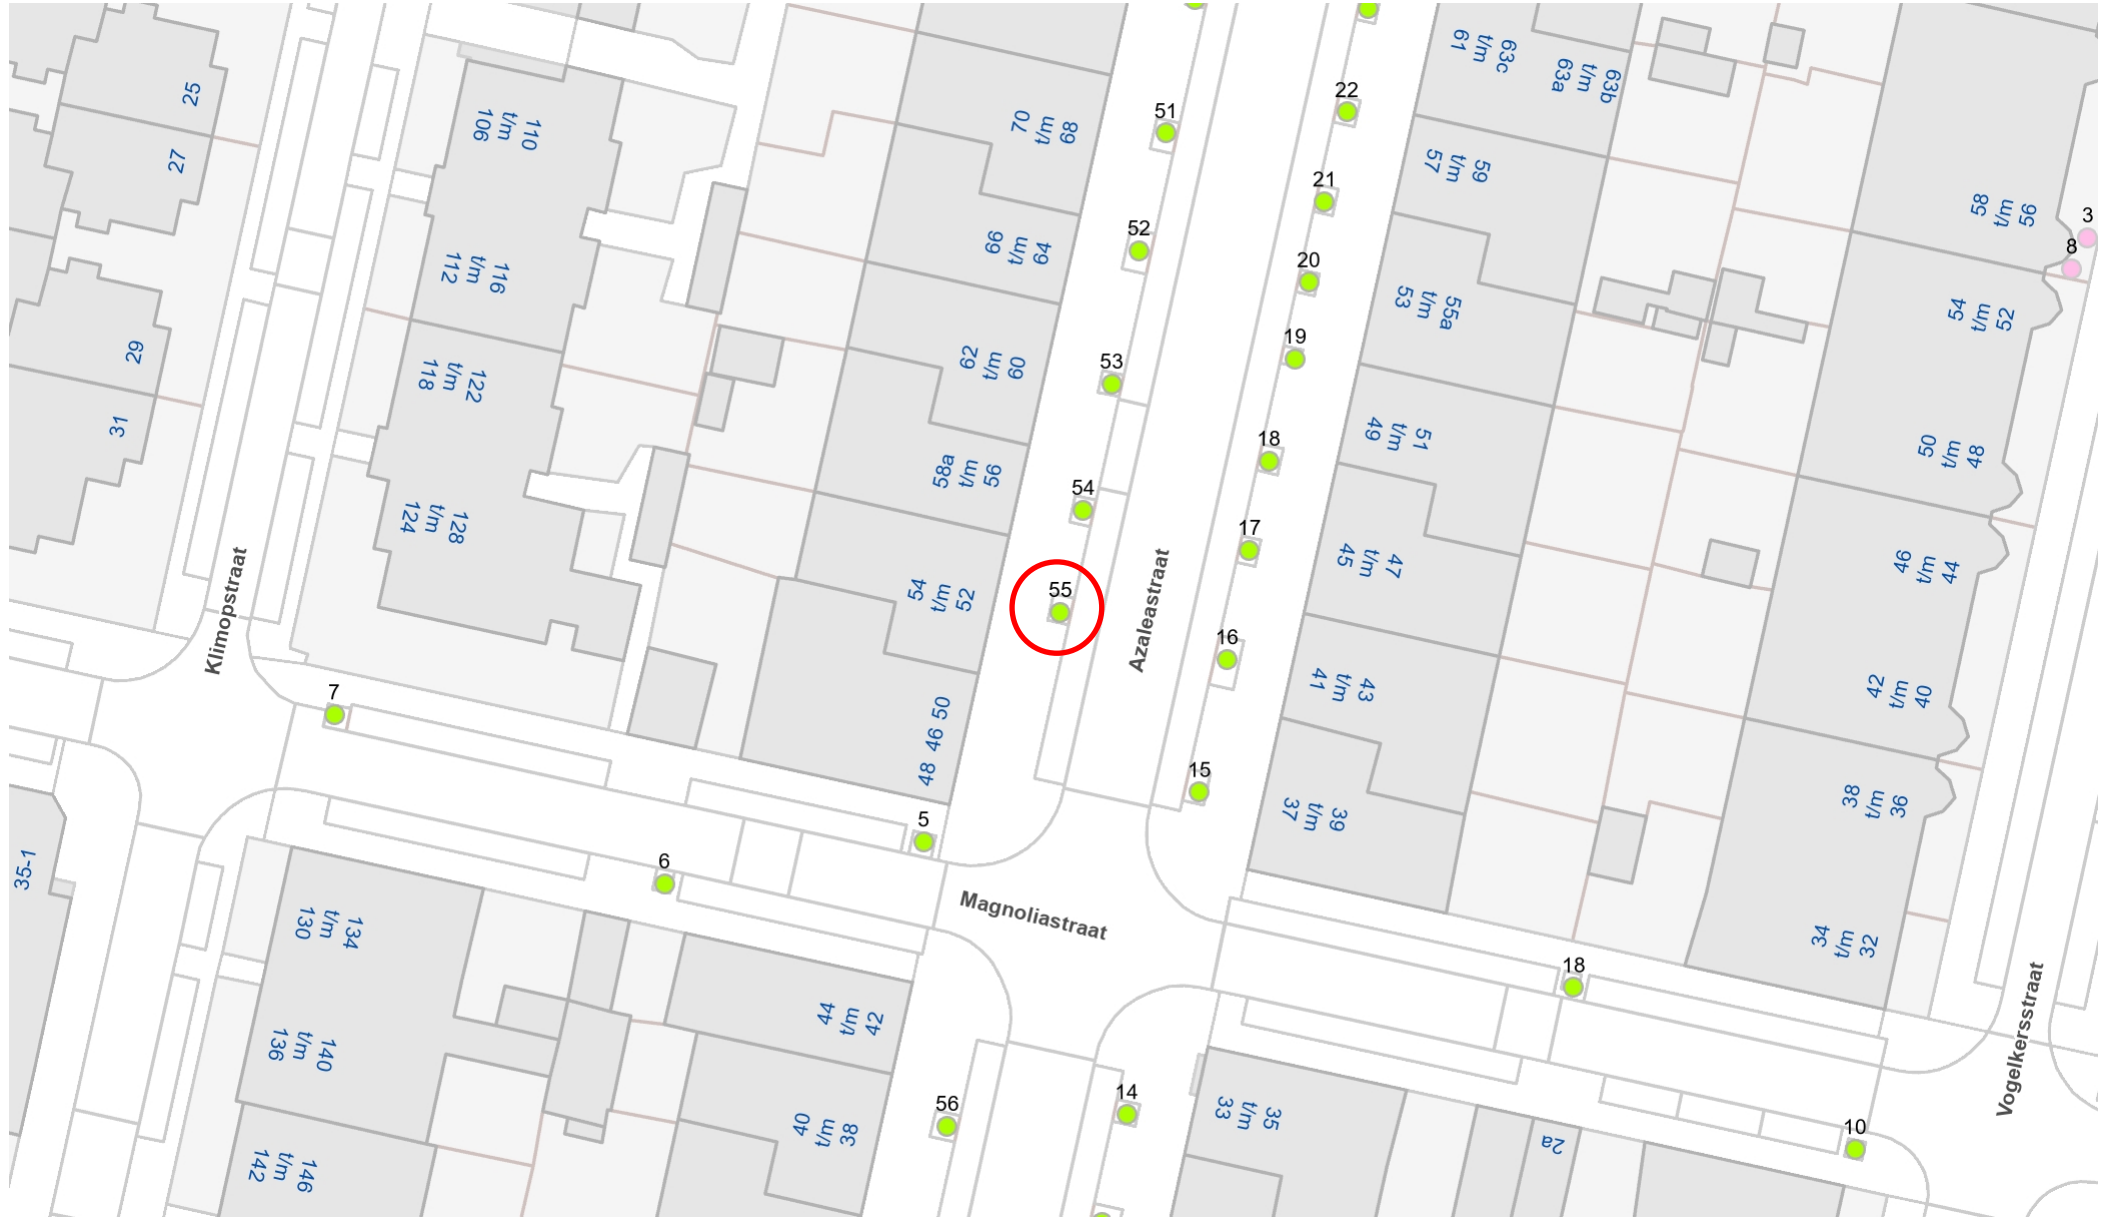 25
27
29
31
35-1
110
t/m
106
116
t/m
112
122
t/m
118
128
t/m
124
134
t/m
130
140
t/m
136
146
t/m
142
70
t/m
68
66
t/m
64
62
t/m
60
58a
t/m
56
54
t/m
52
50
46
48
44
t/m
42
40
t/m
38
51
52
53
54
55
56
22
21
20
19
18
17
16
15
14
7
5
6
18
10
3
8
63c
t/m
61
63b
t/m
63a
59
t/m
57
55a
t/m
53
51
t/m
49
47
t/m
45
43
t/m
41
39
t/m
37
35
t/m
33
2a
58
t/m
56
54
t/m
52
50
t/m
48
46
t/m
44
42
t/m
40
38
t/m
36
34
t/m
32
Klimopstraat
Azaleastraat
Magnoliastraat
Vogelkersstraat